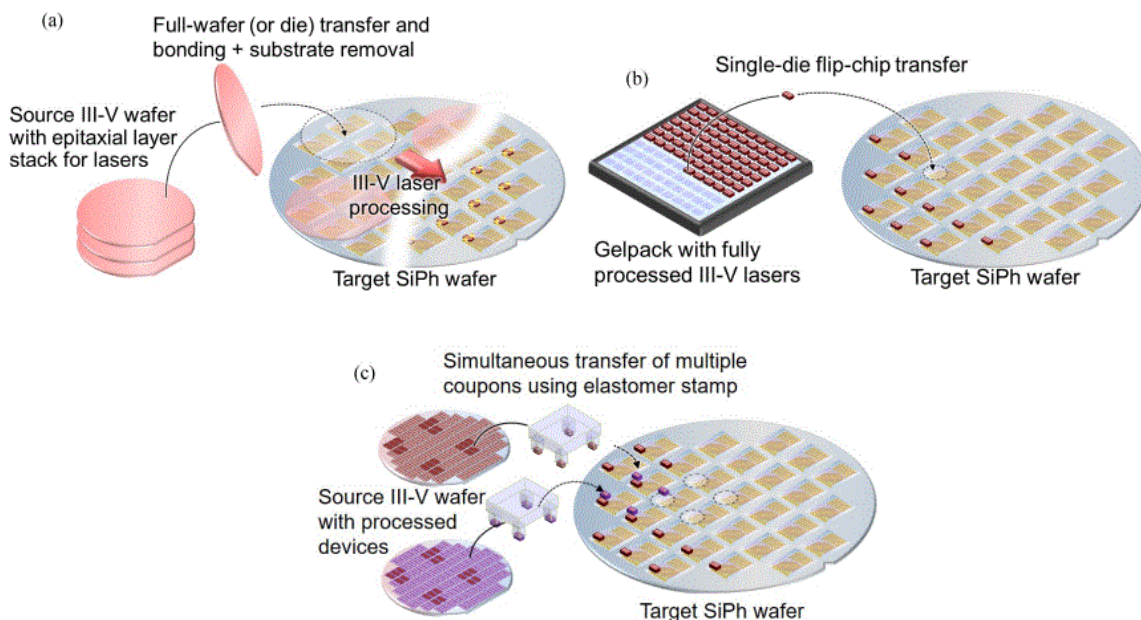 (a)
Full-wafer (or die) transfer and
bonding + substrate removal
Source III-V wafer
with epitaxial layer
stack for lasers
III-V laser
processing
Target SiPh wafer
(b)
Single-die flip-chip transfer
Gelpack with fully
processed III-V lasers
Target SiPh wafer
(c)
Simultaneous transfer of multiple
coupons using elastomer stamp
Source III-V wafer
with processed
devices
Target SiPh wafer